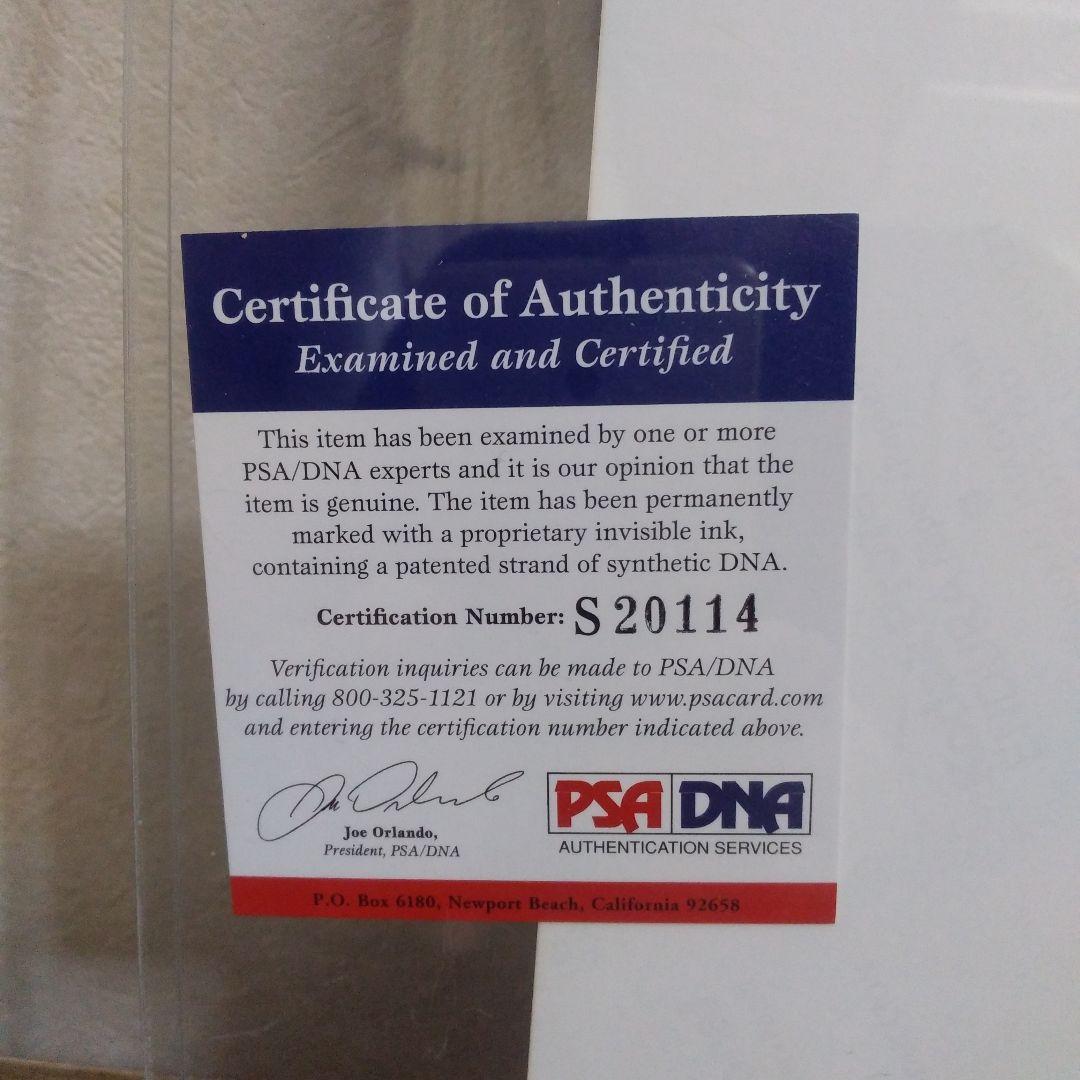 Certificate of Authenticity
Examined and Certified
This item has been examined by one or more
PSA/DNA experts and it is our opinion that the
item is genuine. The item has been permanently
marked with a proprietary invisible ink,
containing a patented strand of synthetic DNA.
Certification Number: S 20114
Verification inquiries can be made to PSA/DNA
by calling 800-325-1121 or by visiting www.psacard.com
and entering the certification number indicated above.
Joe Orlando,
President, PSA/DNA
PSA DNA
AUTHENTICATION SERVICES
P.O. Box 6180, Newport Beach, California 92658